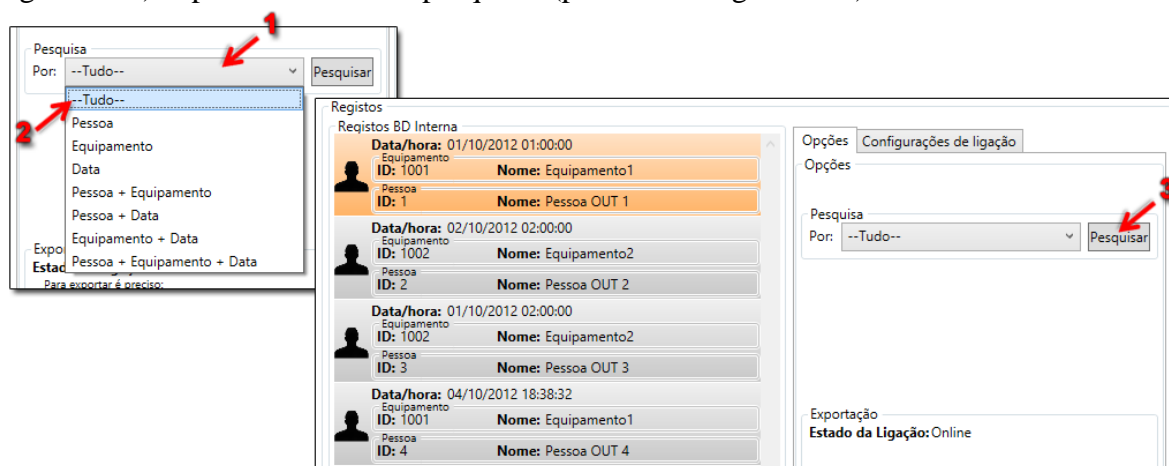 1
Pesquisa
Por: --Tudo-- Pesquisar
--Tudo--
2
Pessoa
Equipamento
Data
Pessoa + Equipamento
Pessoa + Data
Equipamento + Data
Pessoa + Equipamento + Data
Para exportar é preciso:
Registos
Registos BD Interna
Data/hora: 01/10/2012 01:00:00
Equipamento
ID: 1001 Nome: Equipamento1
Pessoa
ID: 1 Nome: Pessoa OUT 1
Data/hora: 02/10/2012 02:00:00
Equipamento
ID: 1002 Nome: Equipamento2
Pessoa
ID: 2 Nome: Pessoa OUT 2
Data/hora: 01/10/2012 02:00:00
Equipamento
ID: 1002 Nome: Equipamento2
Pessoa
ID: 3 Nome: Pessoa OUT 3
Data/hora: 04/10/2012 18:38:32
Equipamento
ID: 1001 Nome: Equipamento1
Pessoa
ID: 4 Nome: Pessoa OUT 4
Opções Configurações de ligação
Opções
3
Pesquisa
Por: --Tudo-- Pesquisar
Exportação
Estado da Ligação: Online